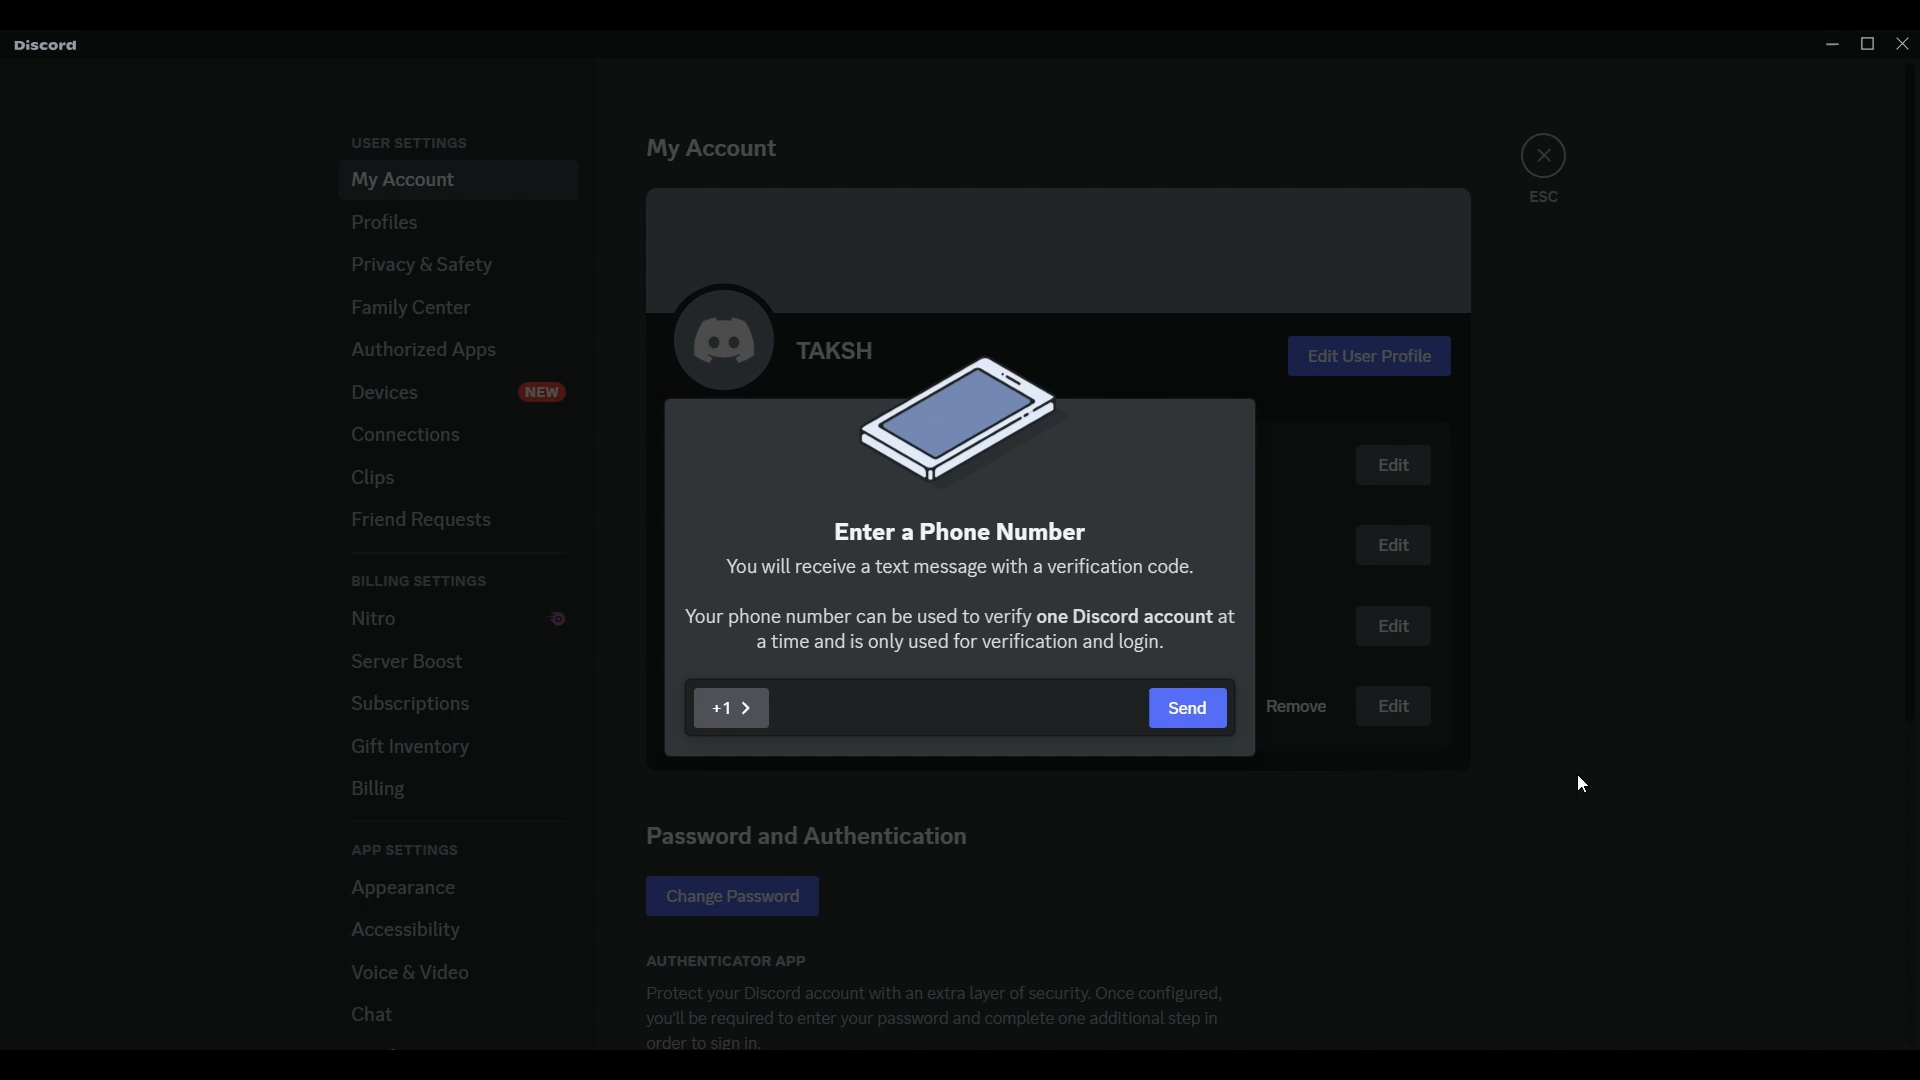 Discord
USER SETTINGS
My Account
Profiles
Privacy & Safety
Family Center
Authorized Apps
Devices NEW
Connections
Clips
Friend Requests
BILLING SETTINGS
Nitro
Server Boost
Subscriptions
Gift Inventory
Billing
APP SETTINGS
Appearance
Accessibility
Voice & Video
Chat
My Account
ESC
TAKSH
Edit User Profile
Edit
Edit
Edit
Remove Edit
Enter a Phone Number
You will receive a text message with a verification code.
Your phone number can be used to verify one Discord account at
a time and is only used for verification and login.
+1 Send
Password and Authentication
Change Password
AUTHENTICATOR APP
Protect your Discord account with an extra layer of security. Once configured,
you'll be required to enter your password and complete one additional step in
order to sign in.